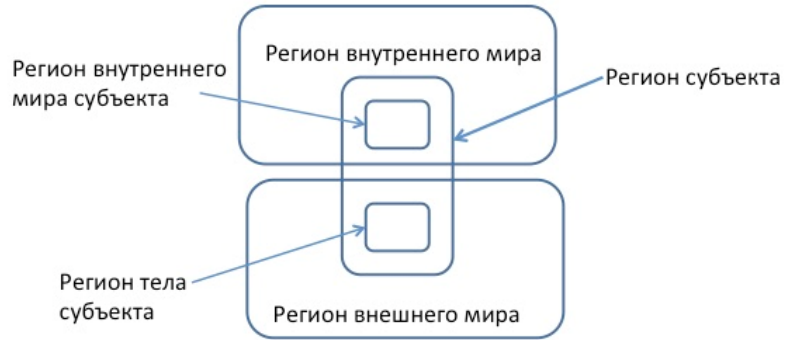 Регион внутреннего мира
Регион внутреннего
мира субъекта
Регион субъекта
Регион тела
субъекта
Регион внешнего мира